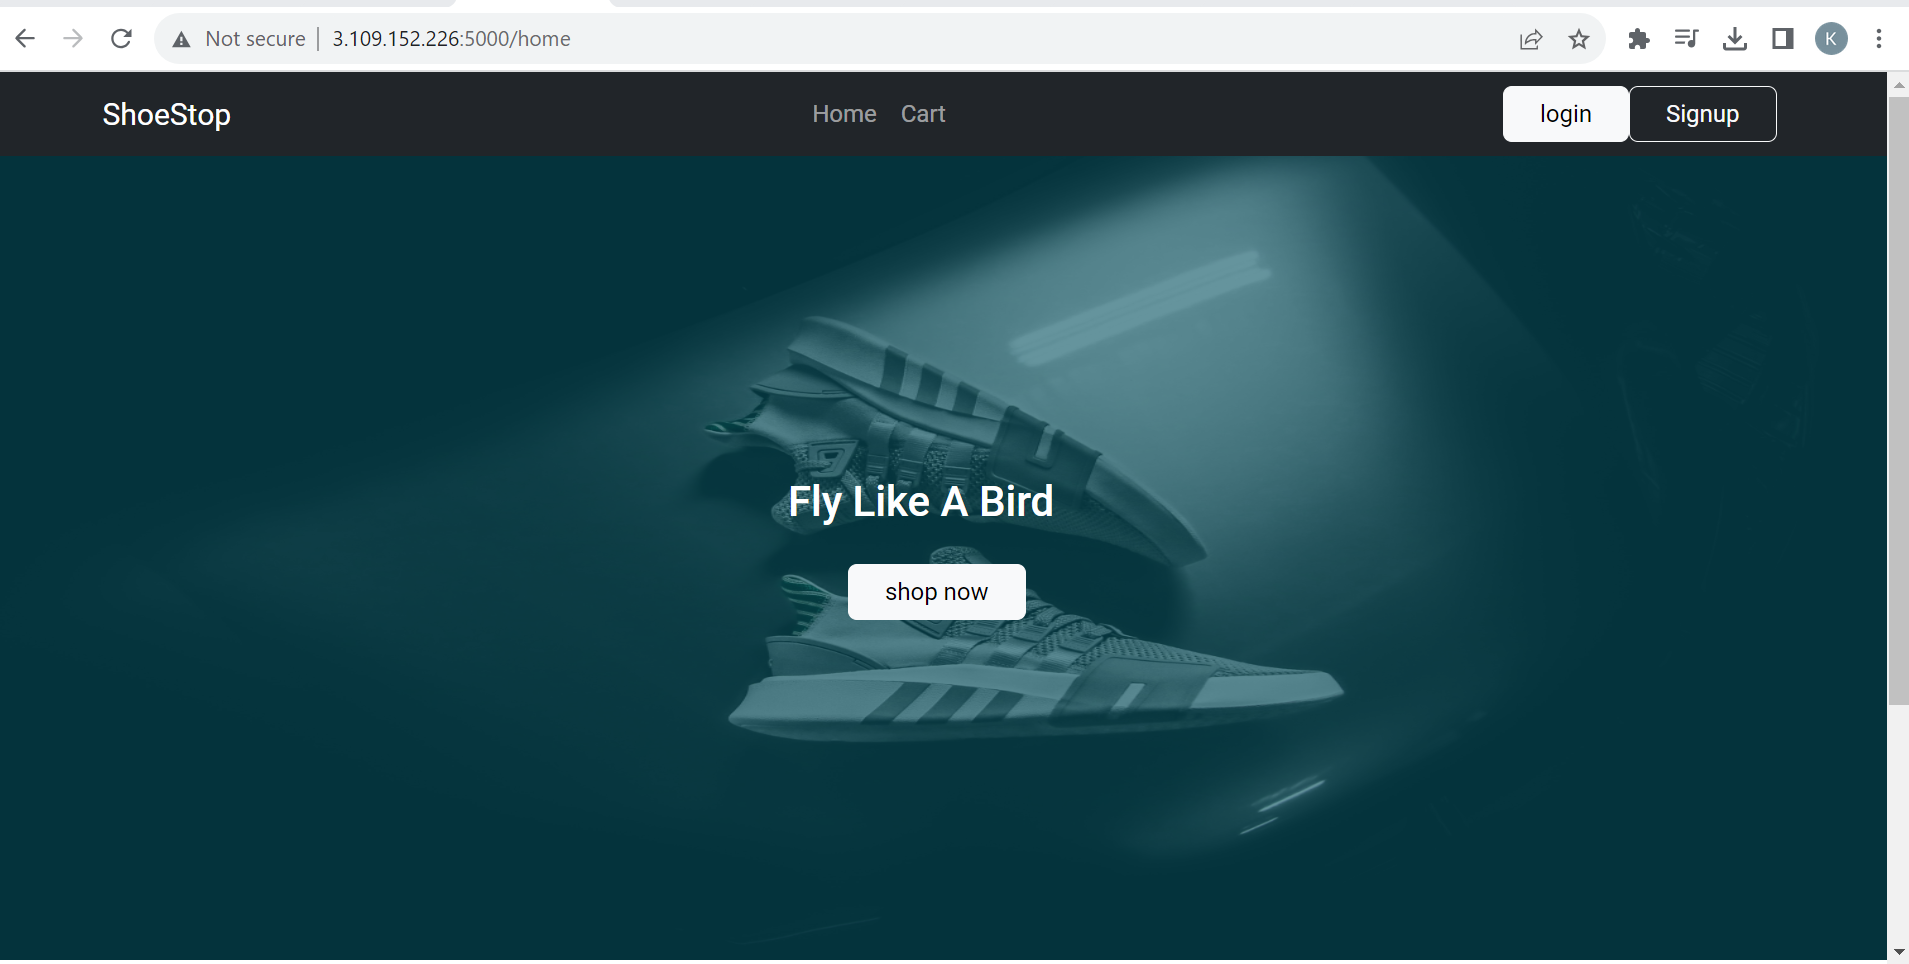 Not secure 3.109.152.226:5000/home
K
ShoeStop
Home Cart
login Signup
Fly Like A Bird
shop now